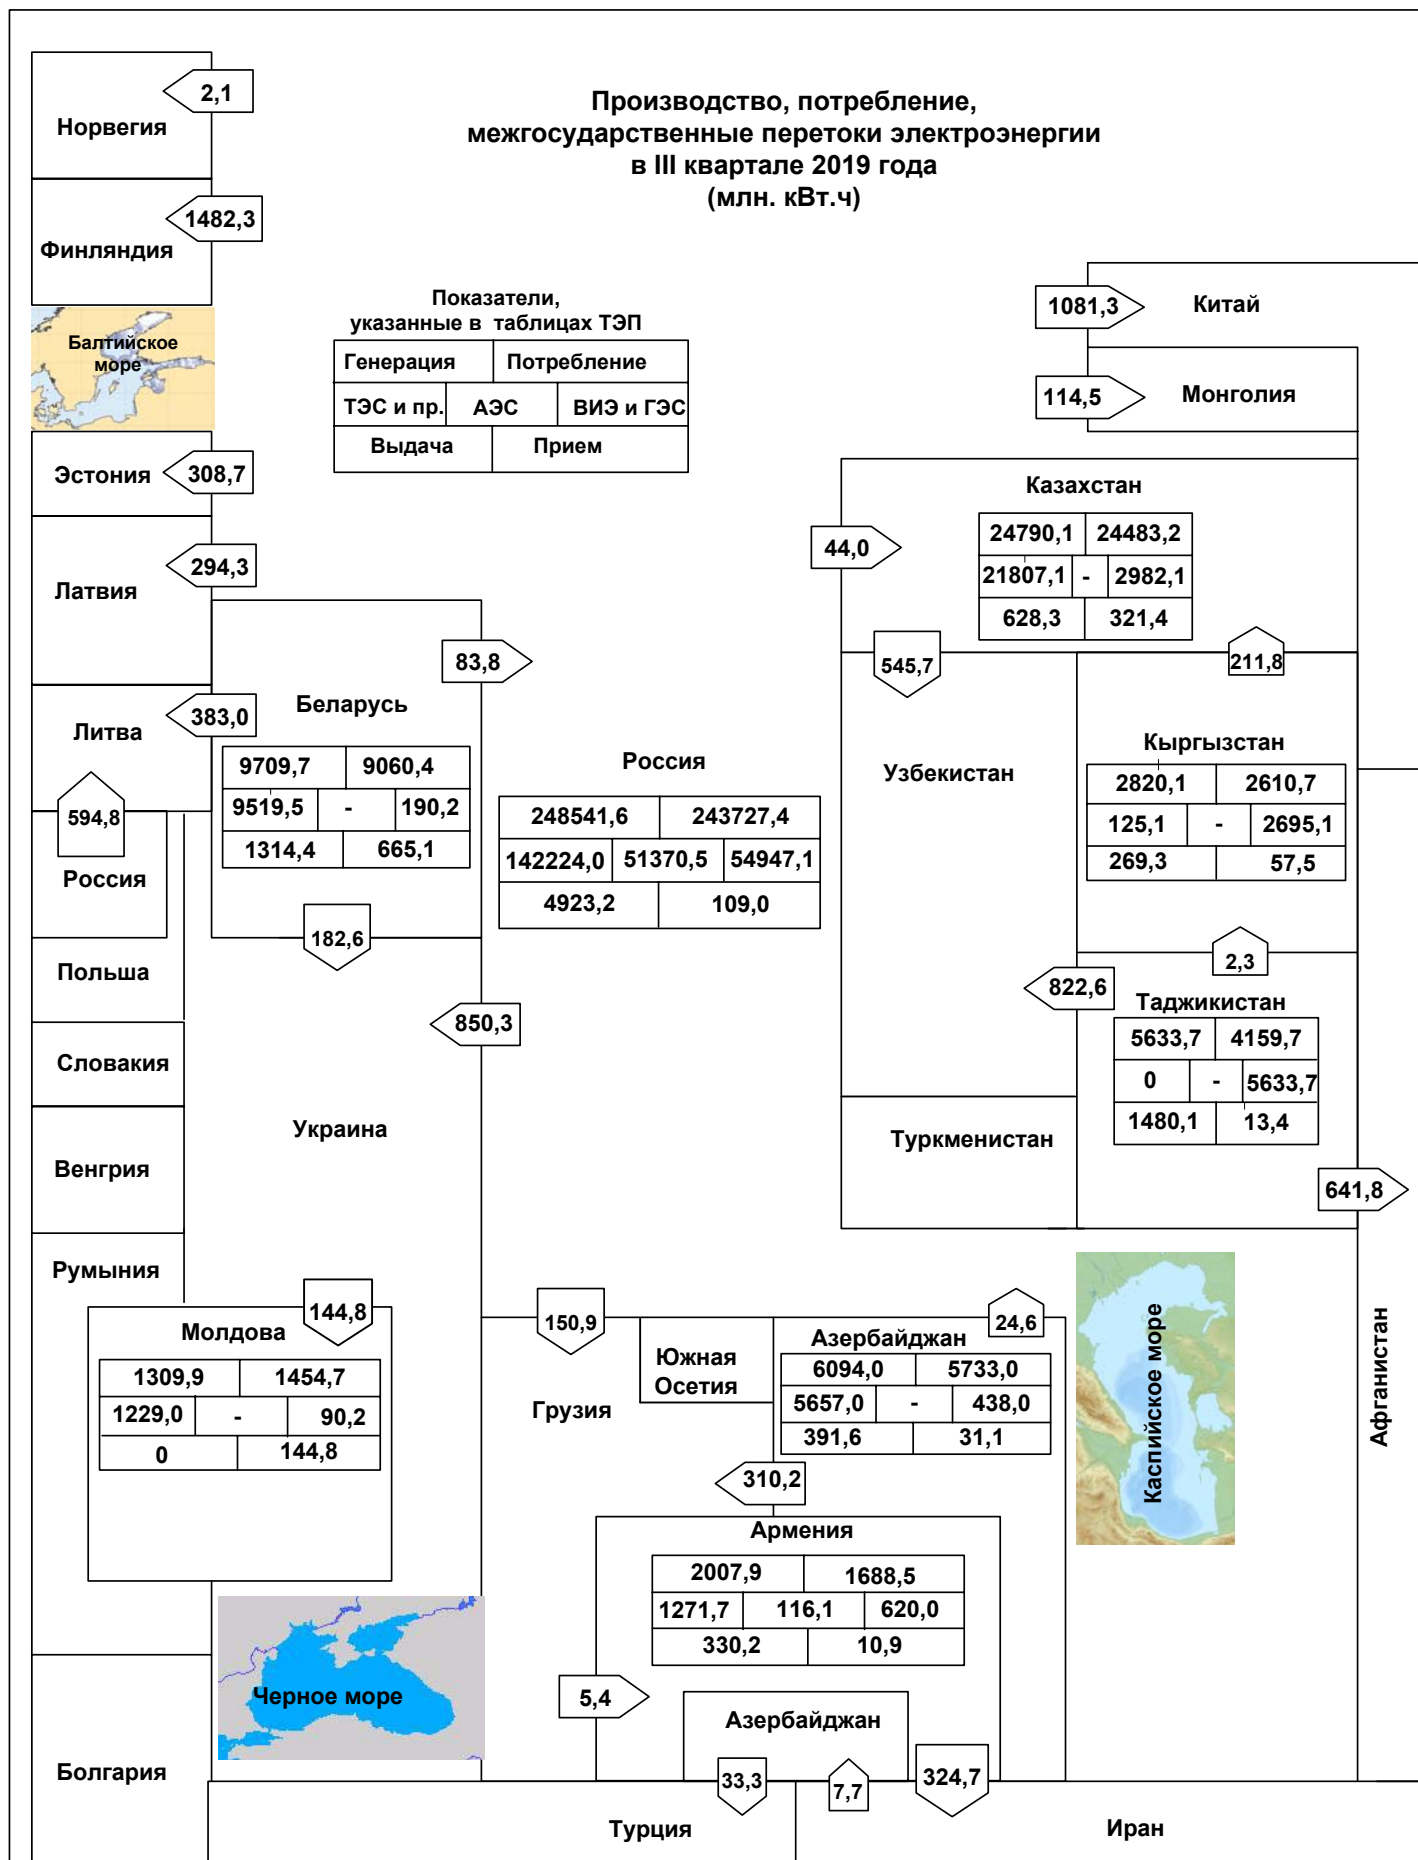 Производство, потребление,
межгосударственные перетоки электроэнергии
в III квартале 2019 года
(млн. кВт.ч)
Норвегия
2,1
Финляндия
1482,3
Балтийское
море
Показатели,
указанные в таблицах ТЭП
Генерация Потребление
ТЭС и пр. АЭС ВИЭ и ГЭС
Выдача Прием
1081,3
Китай
114,5
Монголия
Эстония
308,7
Латвия
294,3
Литва
383,0
594,8
Россия
Польша
Словакия
Венгрия
Румыния
Болгария
83,8
Беларусь
9709,7 9060,4
9519,5 - 190,2
1314,4 665,1
182,6
850,3
Украина
Россия
248541,6 243727,4
142224,0 51370,5 54947,1
4923,2 109,0
Казахстан
44,0
24790,1 24483,2
21807,1 - 2982,1
628,3 321,4
545,7
211,8
Узбекистан
Кыргызстан
2820,1 2610,7
125,1 - 2695,1
269,3 57,5
2,3
822,6
Таджикистан
5633,7 4159,7
0 - 5633,7
1480,1 13,4
Туркменистан
641,8
Афганистан
Каспийское море
144,8
Молдова
1309,9 1454,7
1229,0 - 90,2
0 144,8
150,9
Грузия
Южная
Осетия
24,6
Азербайджан
6094,0 5733,0
5657,0 - 438,0
391,6 31,1
310,2
Армения
2007,9 1688,5
1271,7 116,1 620,0
330,2 10,9
5,4
Азербайджан
Черное море
33,3
7,7
324,7
Турция
Иран